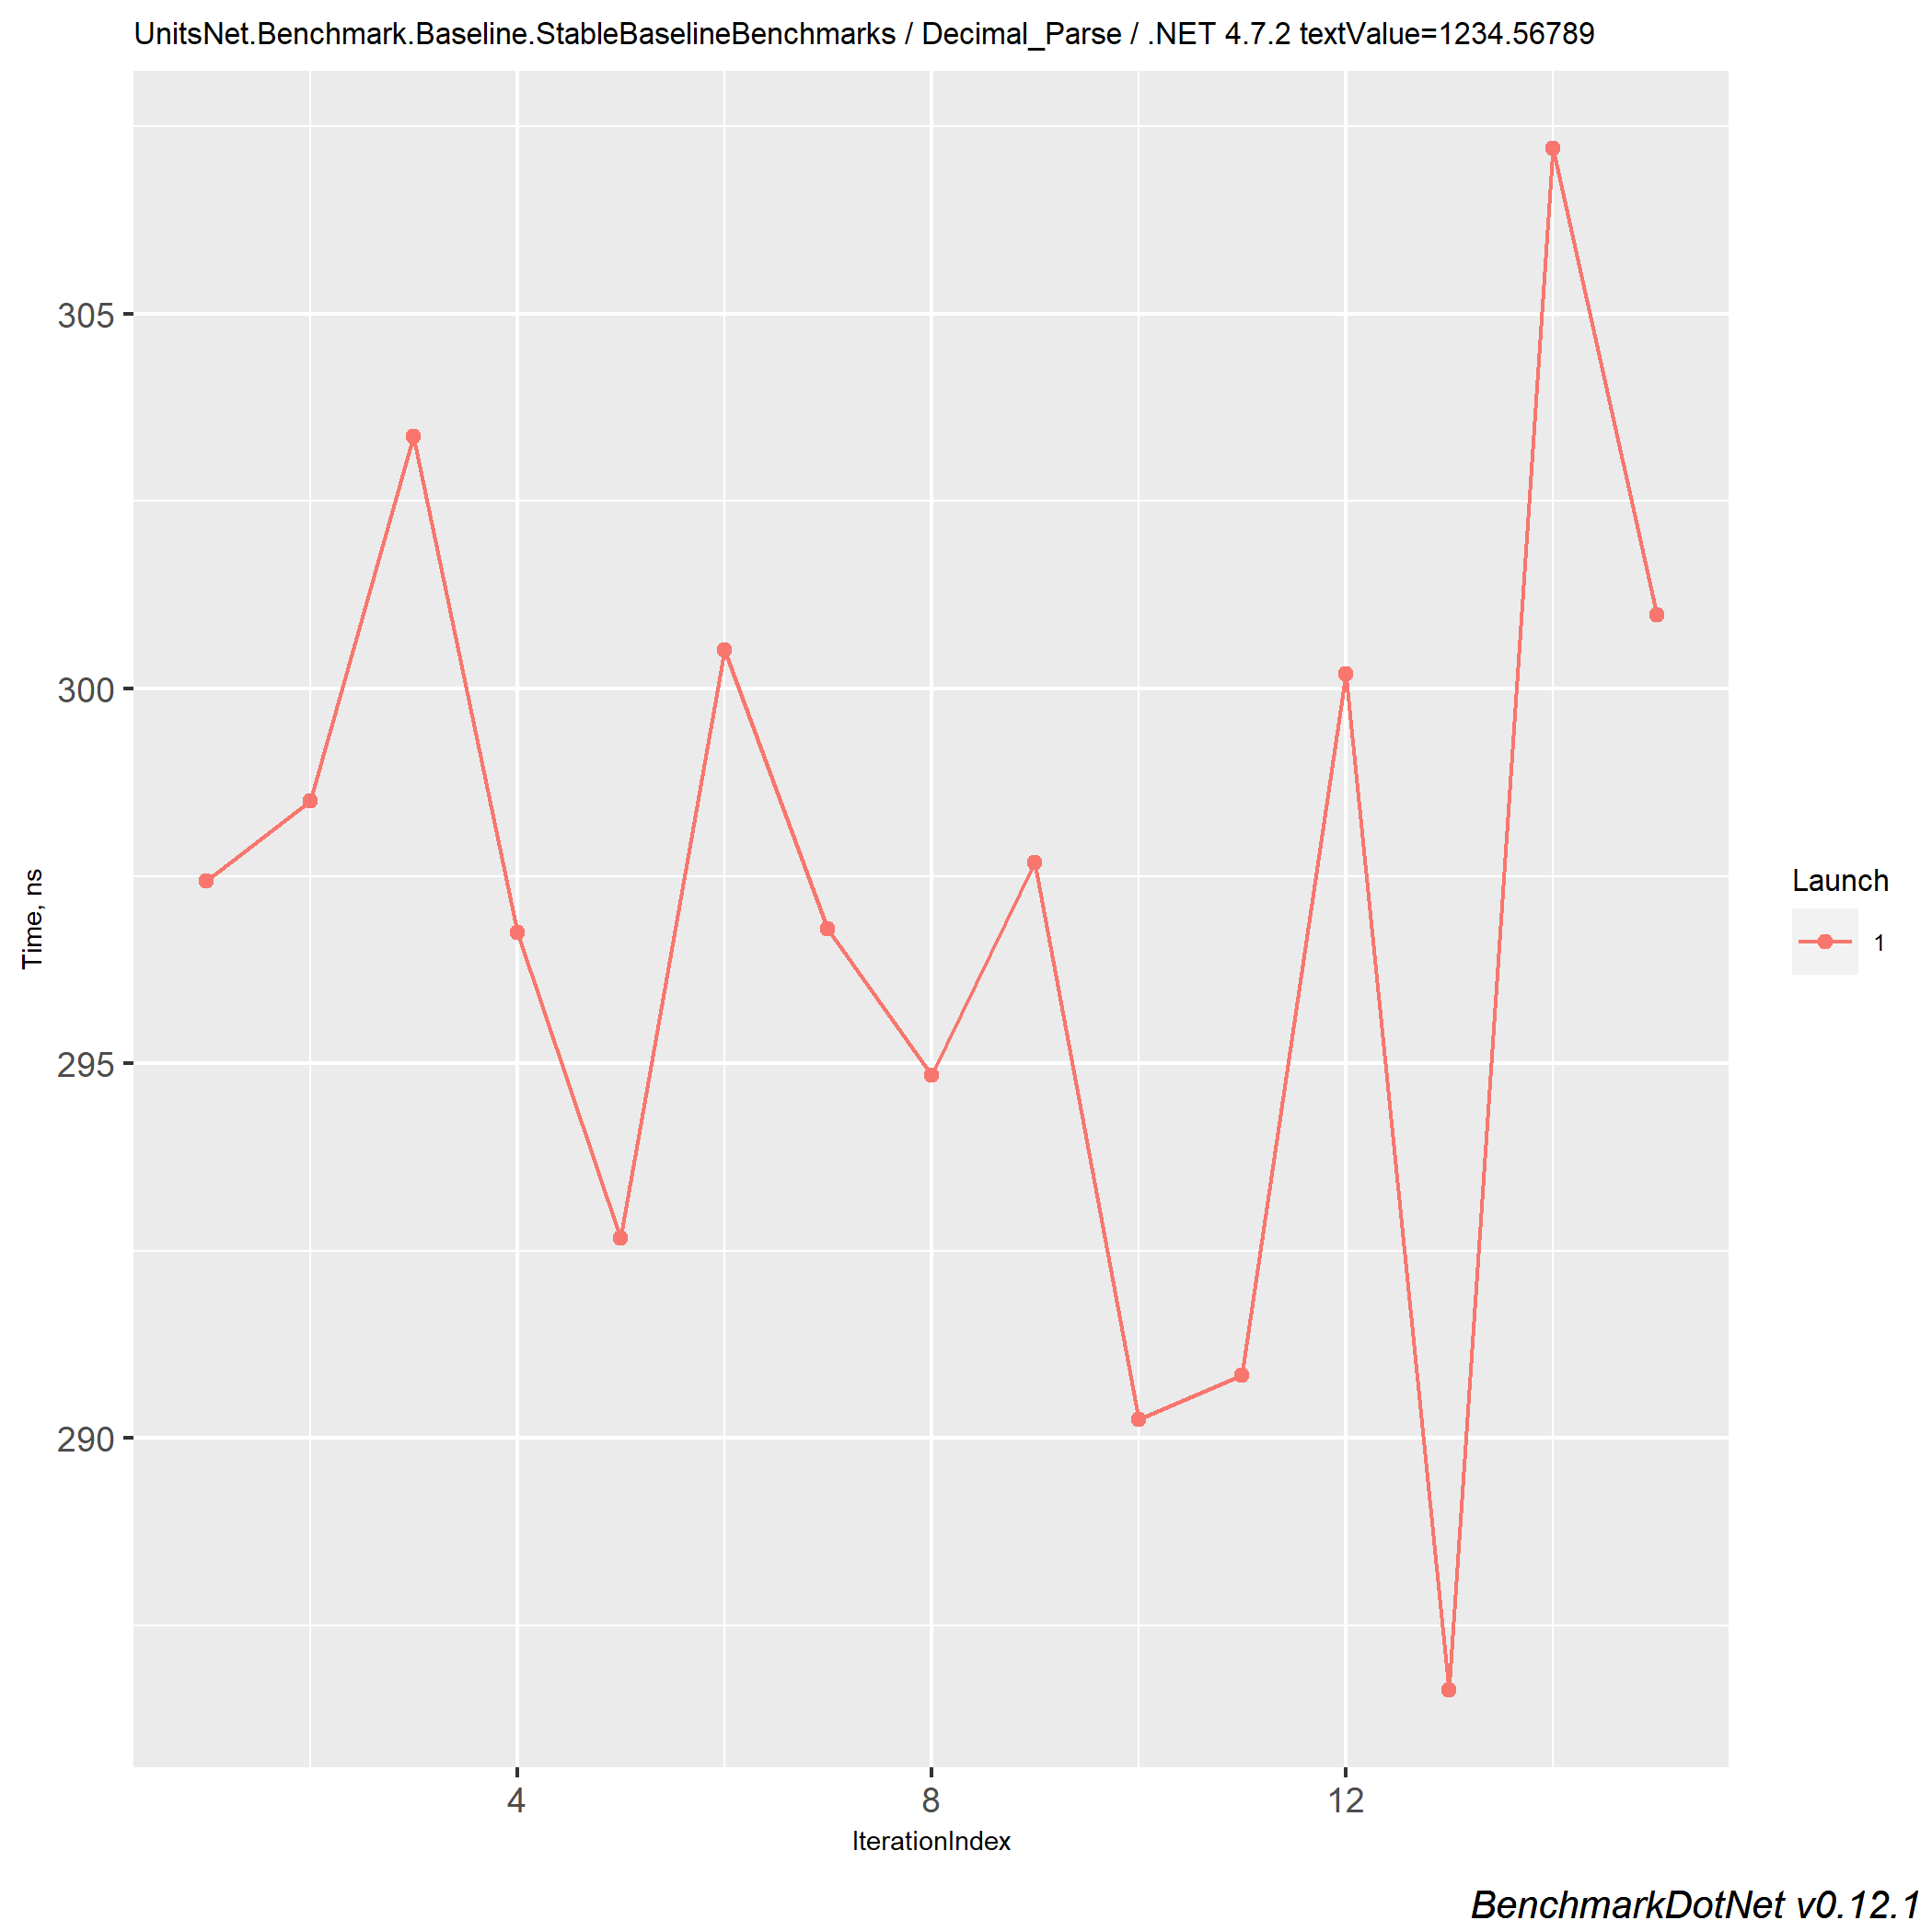 UnitsNet.Benchmark.Baseline.StableBaselineBenchmarks / Decimal_Parse / .NET 4.7.2 textValue=1234.56789
305
300
295
290
Time, ns
4 8 12
IterationIndex
Launch
1
BenchmarkDotNet v0.12.1